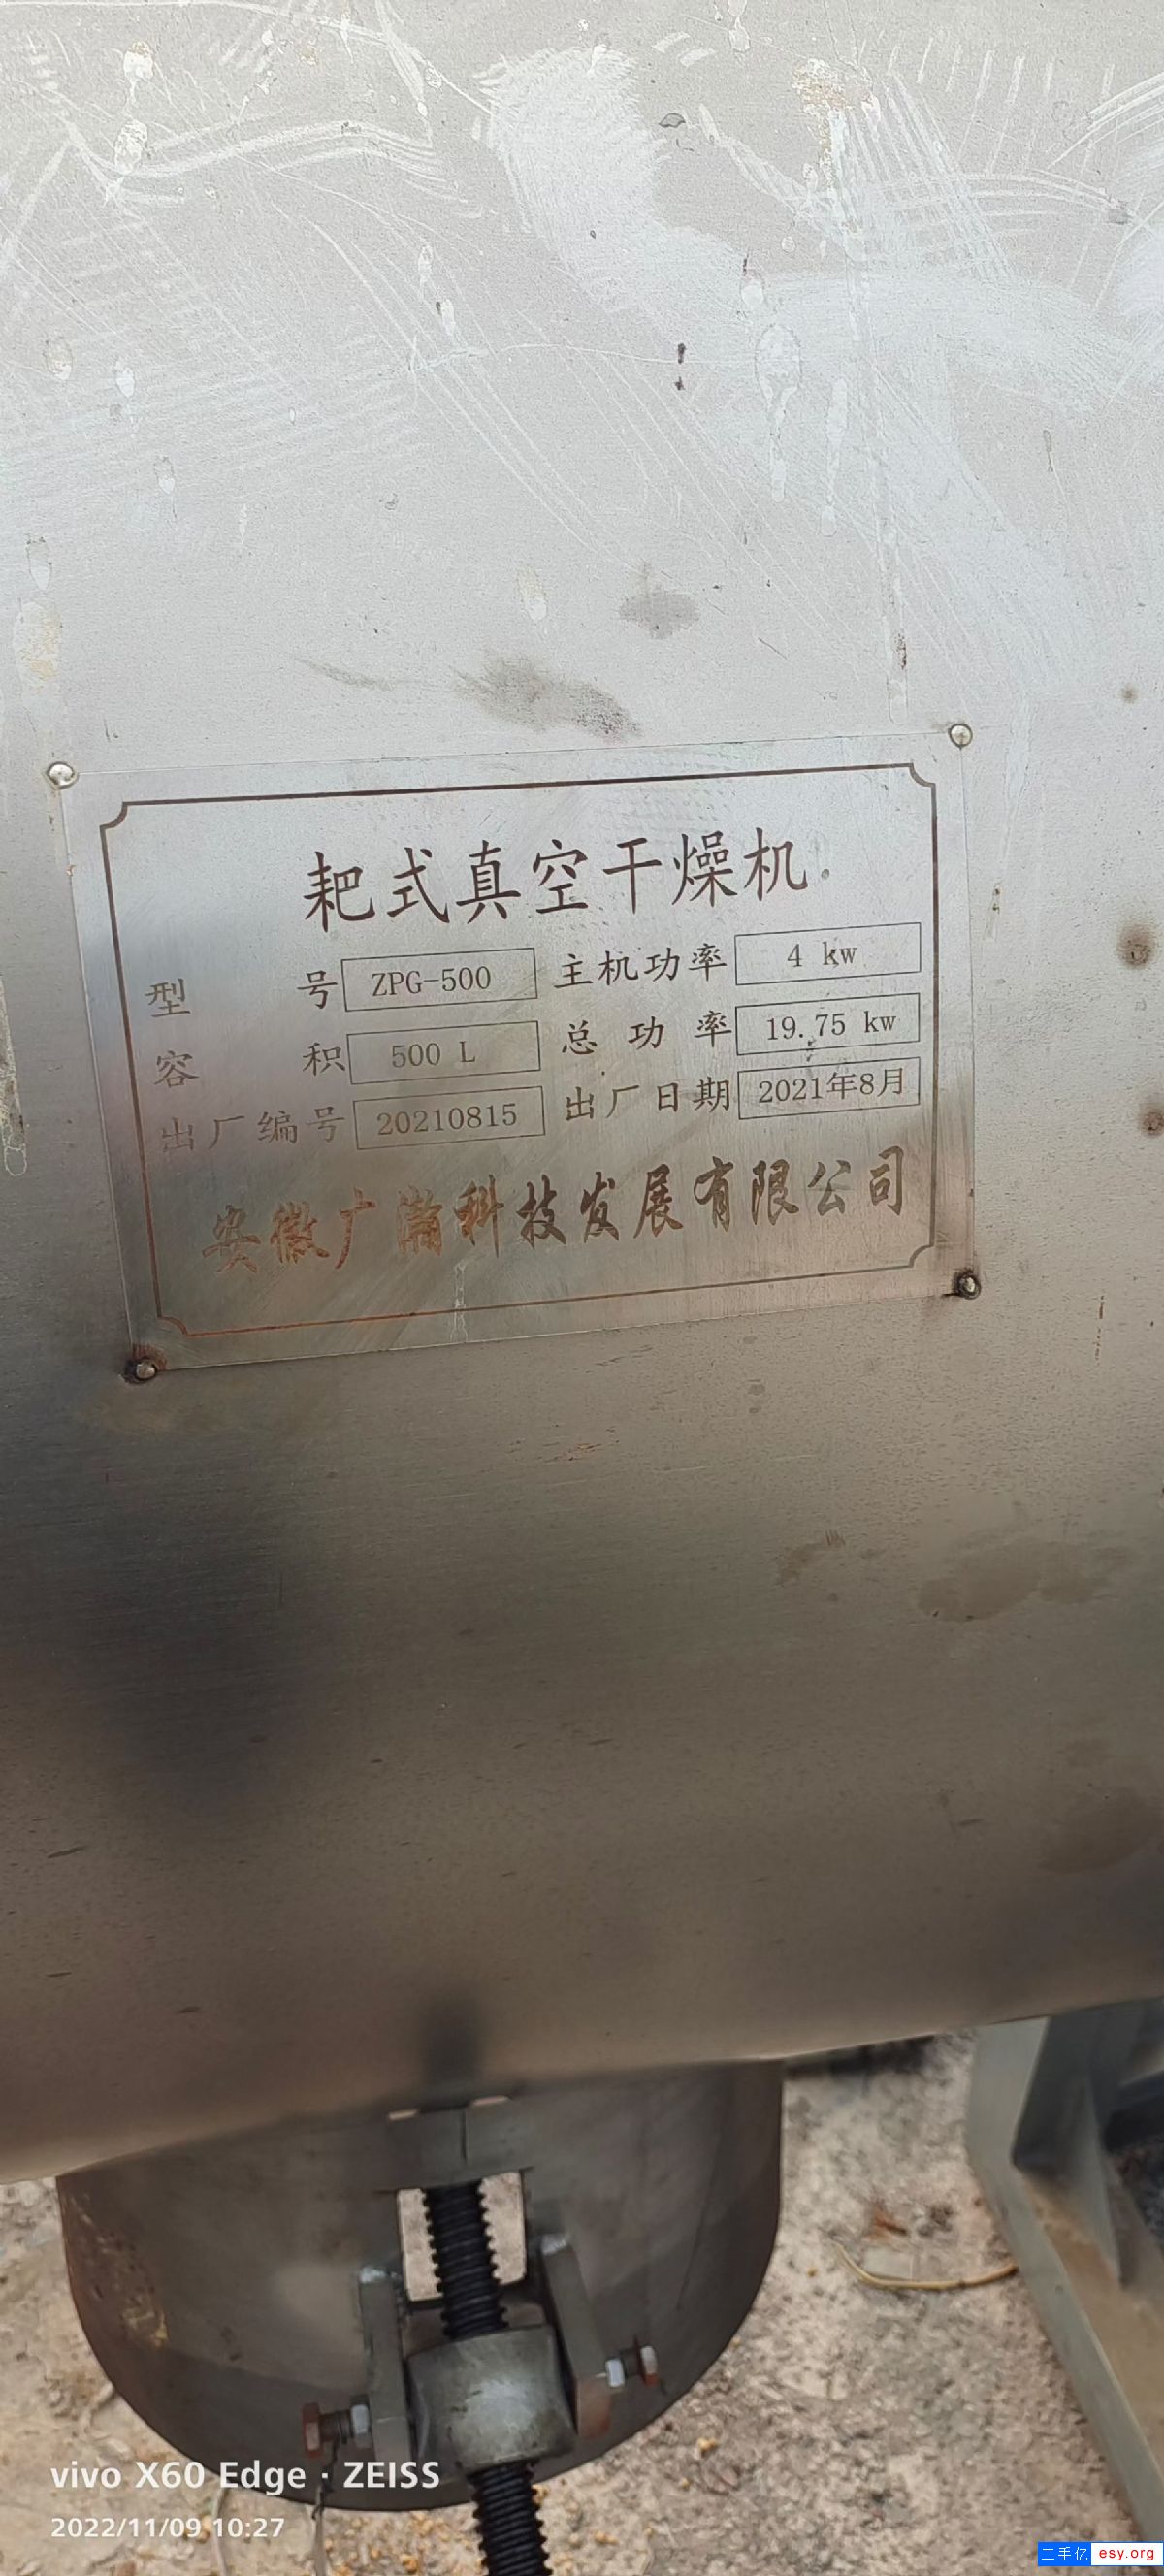 耙式真空干燥机
型号 ZPG-500 主机功率 4 kw
容积 500 L 总功率 19.75 kw
出厂编号 20210815 出厂日期 2021年8月
安徽广瀚科技发展有限公司
vivo X60 Edge · ZEISS
2022/11/09 10:27
二手亿 esy.org